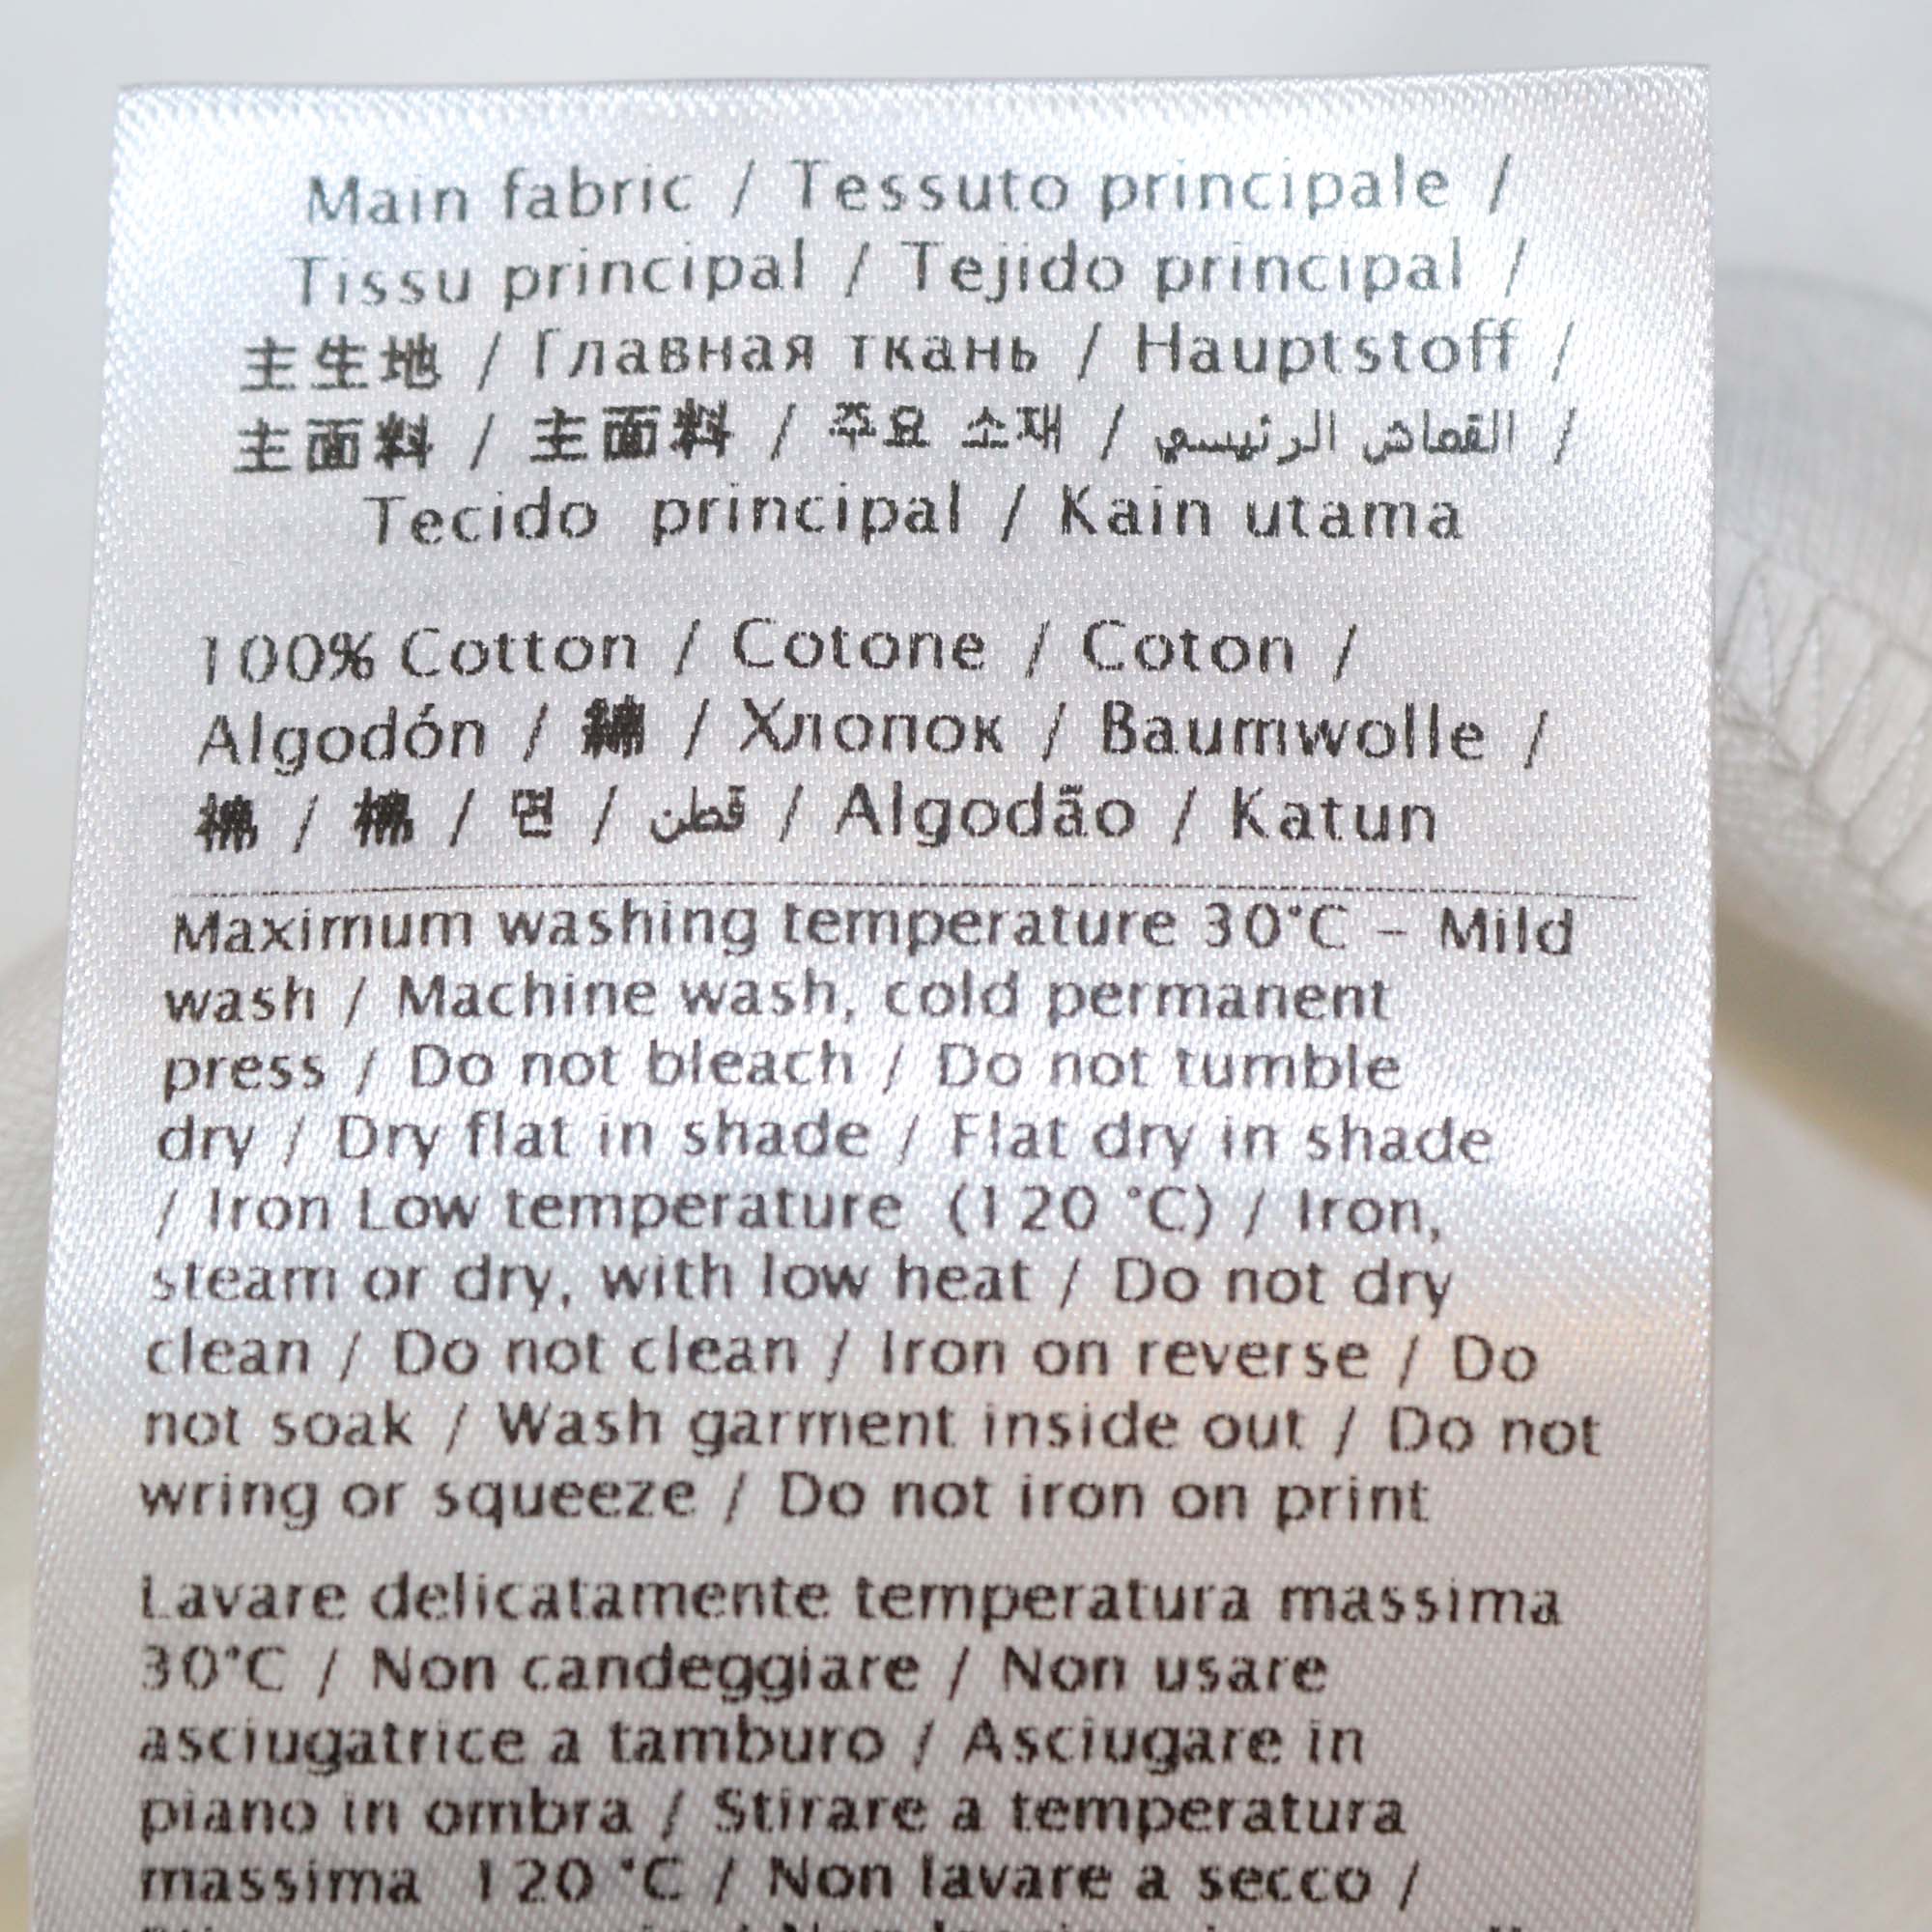 Main fabric / Tessuto principale /
Tissu principal / Tejido principal /
主生地 / Главная ткань / Hauptstoff /
主面料 / 主面料 / 주요 소재 / القماش الرئيسي /
Tecido principal / Kain utama
100% Cotton / Cotone / Coton /
Algodón / 綿 / Хлопок / Baumwolle /
棉 / 棉 / 면 / قطن / Algodão / Katun
Maximum washing temperature 30°C – Mild
wash / Machine wash, cold permanent
press / Do not bleach / Do not tumble
dry / Dry flat in shade / Flat dry in shade
/ Iron Low temperature (120 °C) / Iron,
steam or dry, with low heat / Do not dry
clean / Do not clean / Iron on reverse / Do
not soak / Wash garment inside out / Do not
wring or squeeze / Do not iron on print
Lavare delicatamente temperatura massima
30°C / Non candeggiare / Non usare
asciugatrice a tamburo / Asciugare in
piano in ombra / Stirare a temperatura
massima 120 °C / Non lavare a secco /